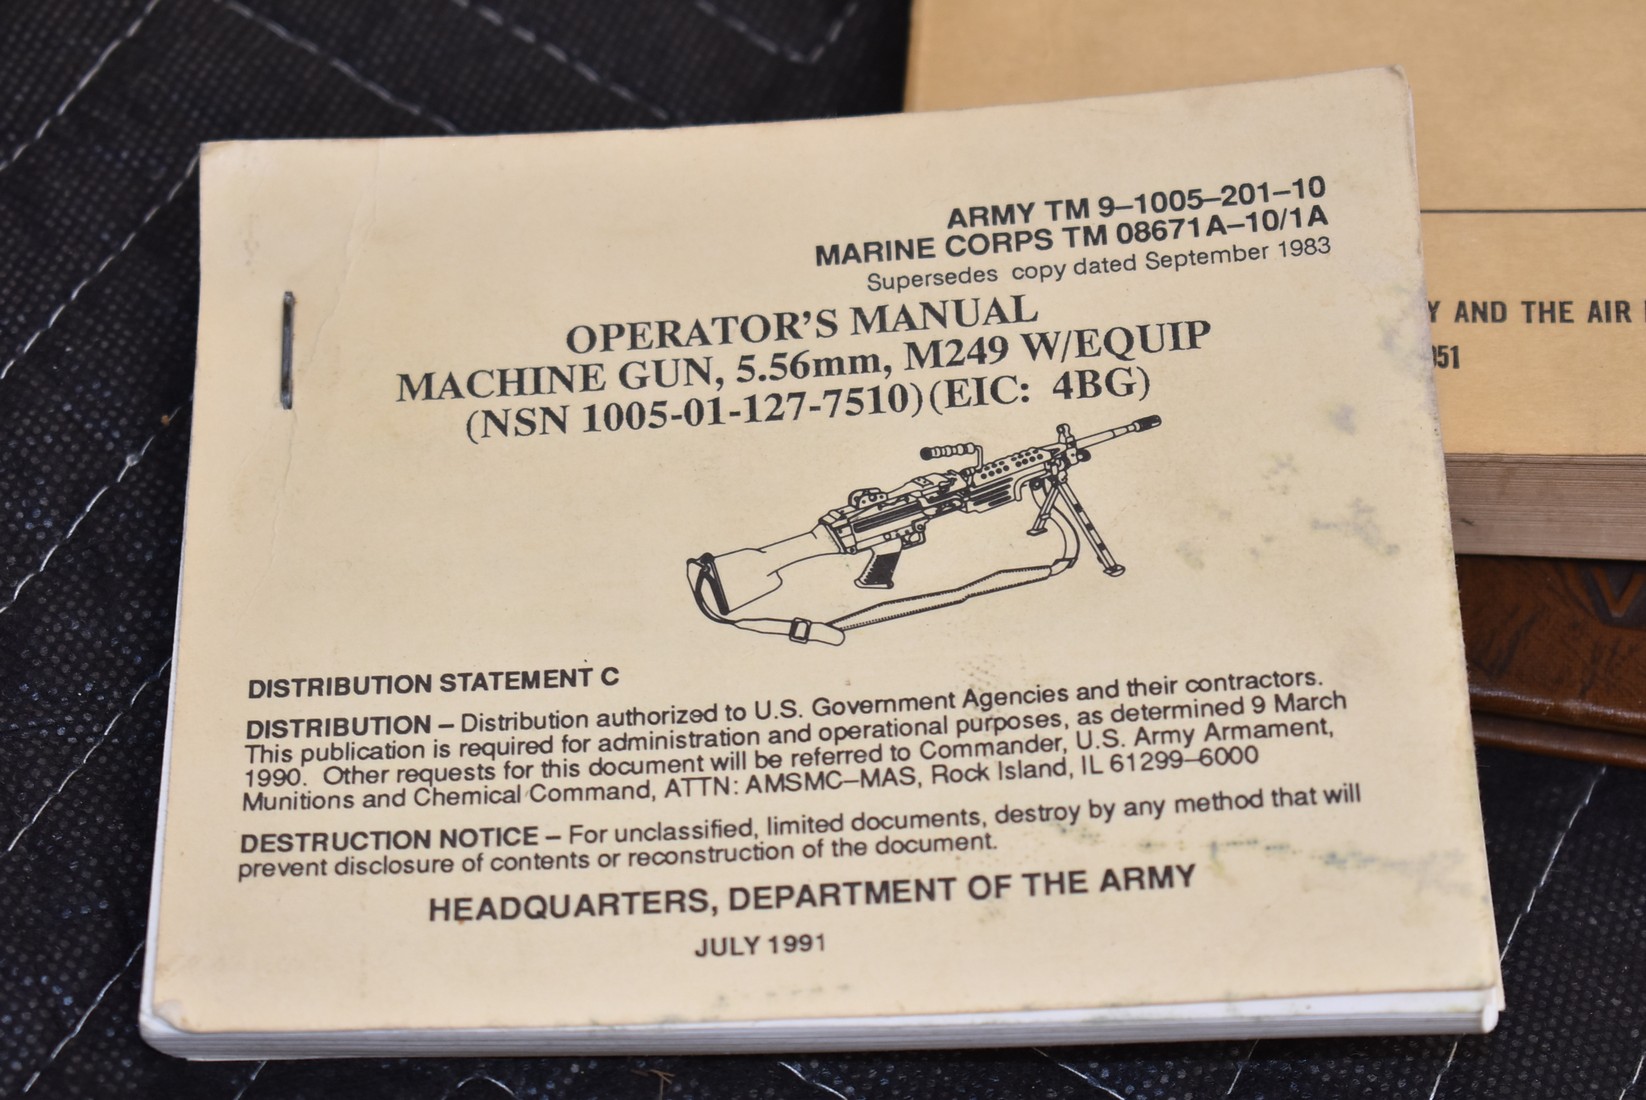 ARMY TM 9–1005–201–10
MARINE CORPS TM 08671A–10/1A
Supersedes copy dated September 1983
OPERATOR'S MANUAL
MACHINE GUN, 5.56mm, M249 W/EQUIP
(NSN 1005-01-127-7510)(EIC: 4BG)
DISTRIBUTION STATEMENT C
DISTRIBUTION – Distribution authorized to U.S. Government Agencies and their contractors.
This publication is required for administration and operational purposes, as determined 9 March
1990. Other requests for this document will be referred to Commander, U.S. Army Armament,
Munitions and Chemical Command, ATTN: AMSMC–MAS, Rock Island, IL 61299–6000
DESTRUCTION NOTICE – For unclassified, limited documents, destroy by any method that will
prevent disclosure of contents or reconstruction of the document.
HEADQUARTERS, DEPARTMENT OF THE ARMY
JULY 1991
AND THE AIR